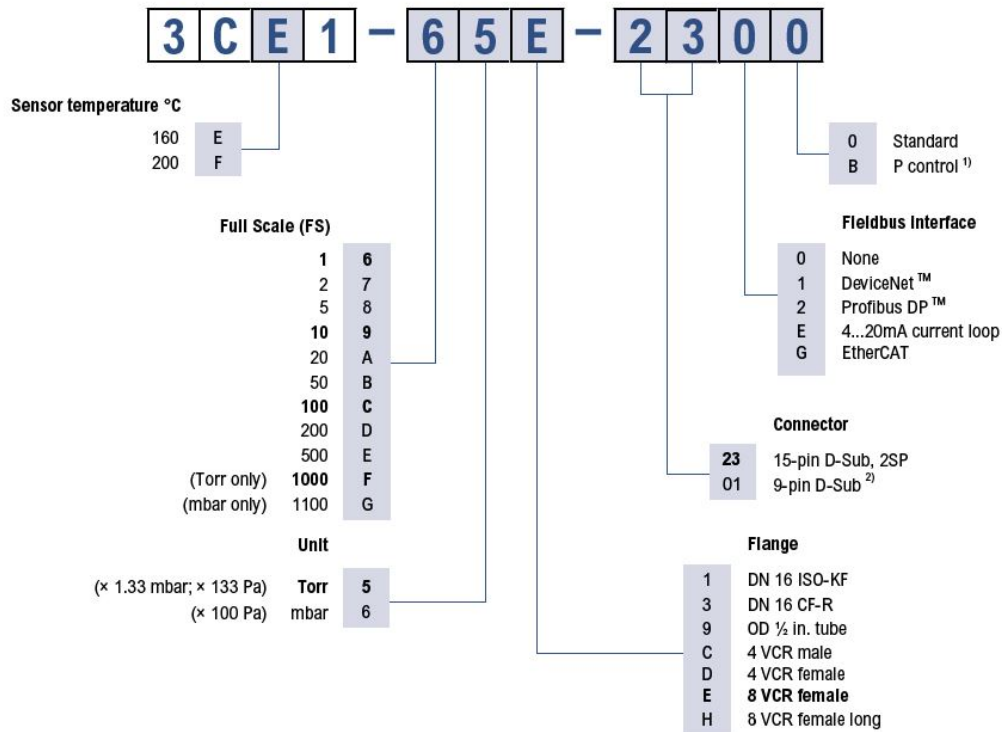 3CE1-65E-2300
Sensor temperature °C
160 E
200 F
0 Standard
B P control 1)
Full Scale (FS)
1 6
2 7
5 8
10 9
20 A
50 B
100 C
200 D
500 E
(Torr only) 1000 F
(mbar only) 1100 G
Fieldbus Interface
0 None
1 DeviceNet™
2 Profibus DP™
E 4...20mA current loop
G EtherCAT
Connector
23 15-pin D-Sub, 2SP
01 9-pin D-Sub 2)
Unit
(× 1.33 mbar; × 133 Pa) Torr 5
(× 100 Pa) mbar 6
Flange
1 DN 16 ISO-KF
3 DN 16 CF-R
9 OD ½ in. tube
C 4 VCR male
D 4 VCR female
E 8 VCR female
H 8 VCR female long